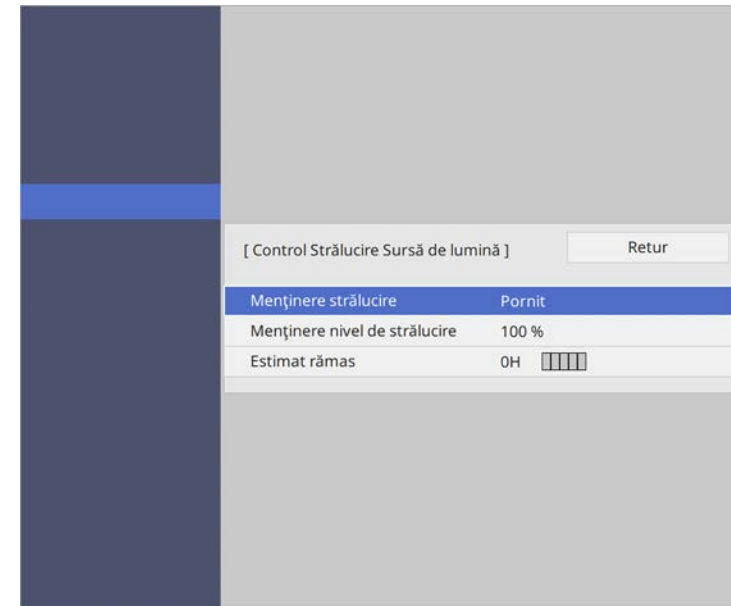 [ Control Strălucire Sursă de lumină ] Retur
Menţinere strălucire Pornit
Menţinere nivel de strălucire 100 %
Estimat rămas 0H